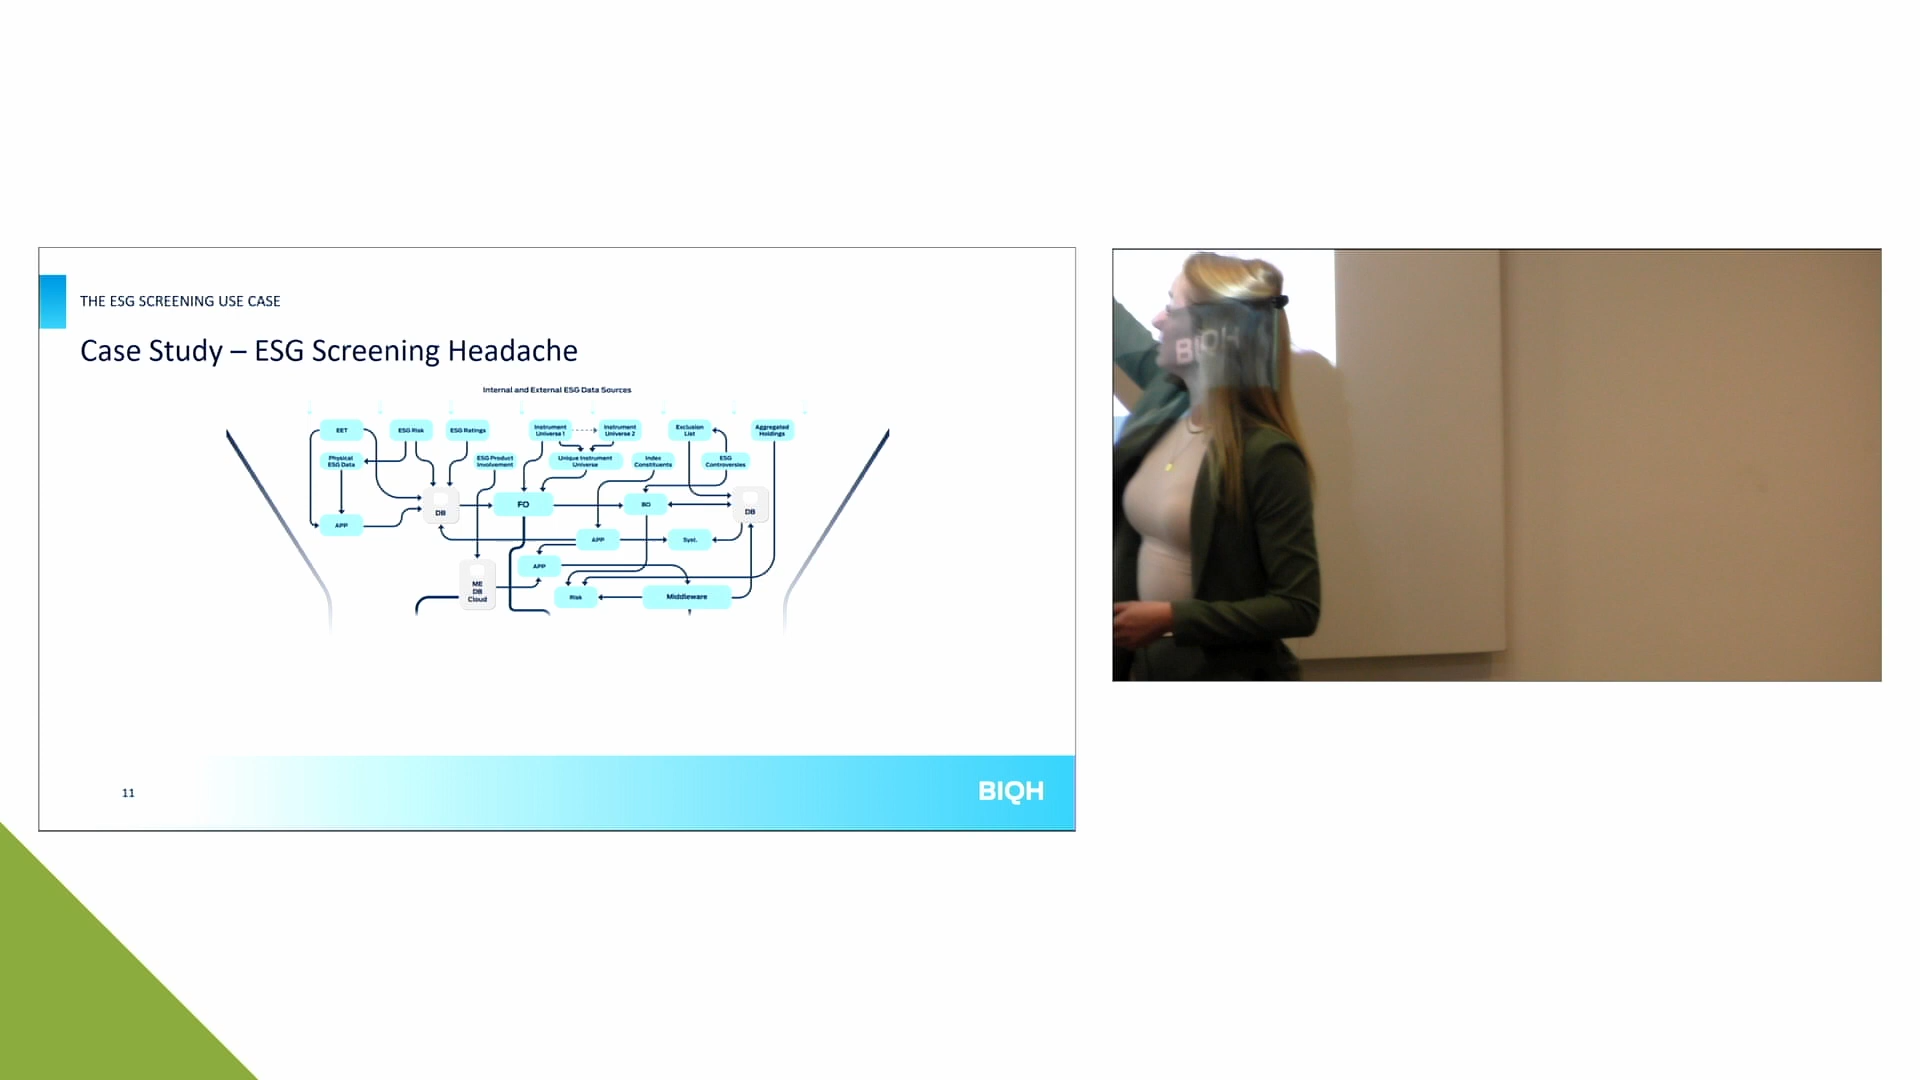 THE ESG SCREENING USE CASE
Case Study – ESG Screening Headache
Internal and External ESG Data Sources
EET
ESG Risk
ESG Ratings
Instrument
Universe 1
Instrument
Universe 2
Exclusion
List
Aggregated
Holdings
Physical
ESG Data
ESG Product
Involvement
Unique Instrument
Universe
Index
Constituents
ESG
Controversies
DB
FO
BO
DB
APP
APP
Syst.
APP
ME
DB
Cloud
Risk
Middleware
11
BIQH
BIQH